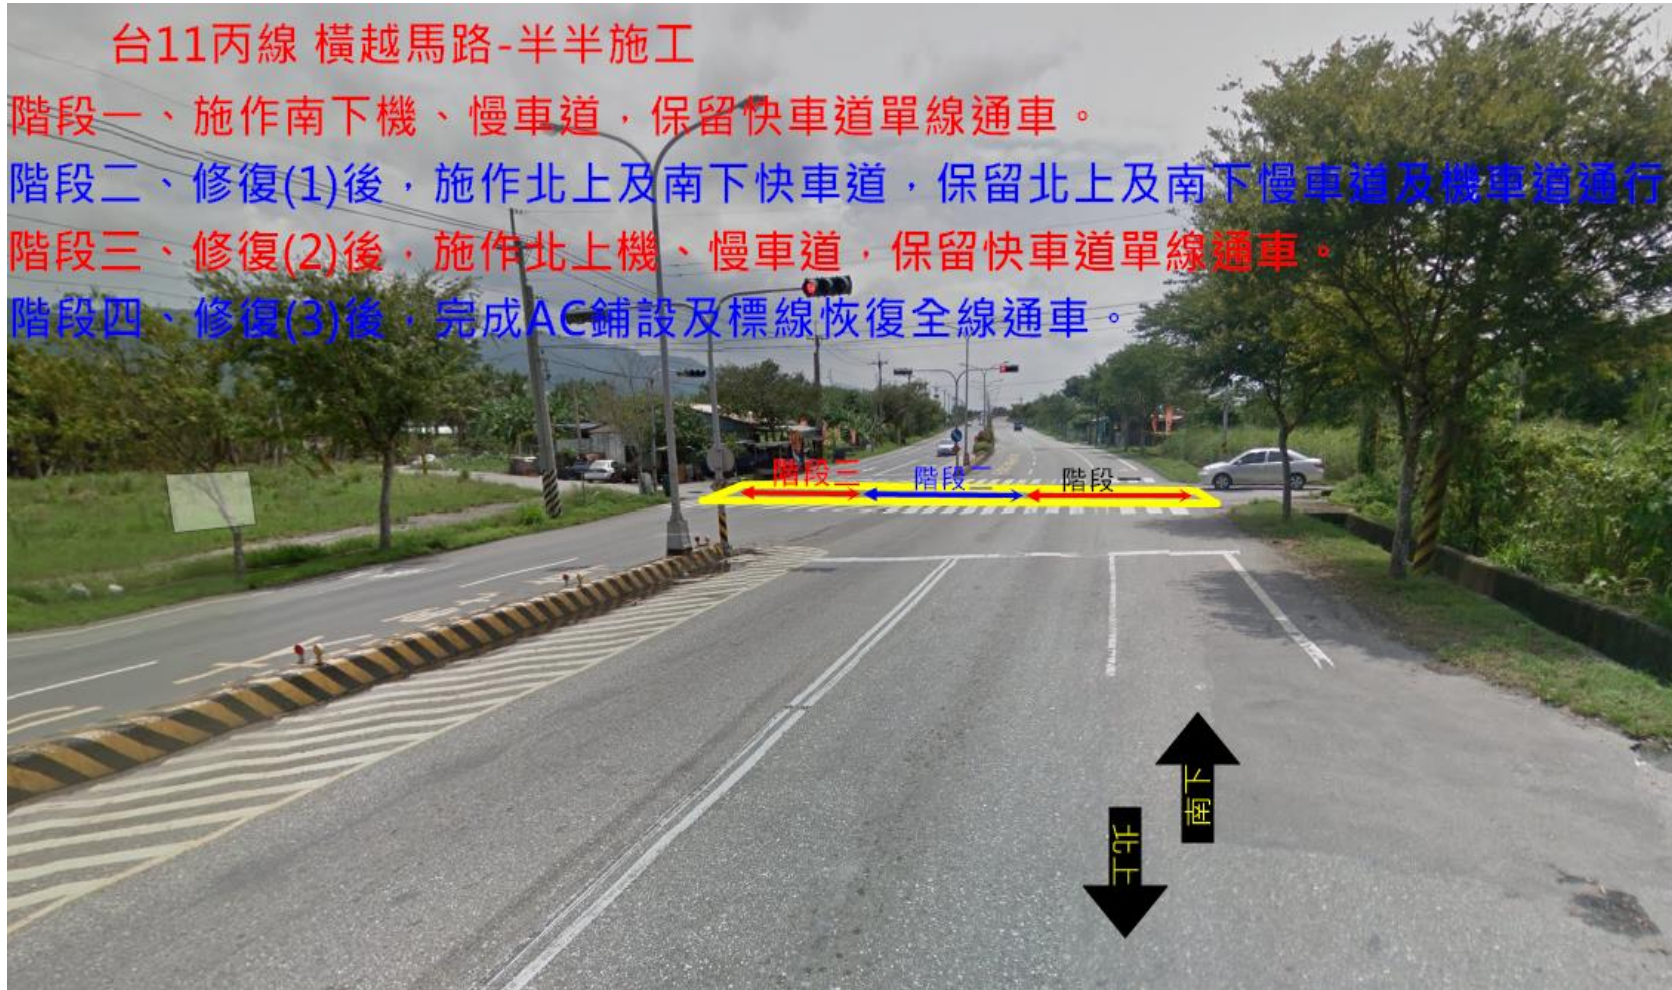 台11丙線 橫越馬路-半半施工
階段一、施作南下機、慢車道，保留快車道單線通車。
階段二、修復(1)後，施作北上及南下快車道，保留北上及南下慢車道及機車道通行
階段三、修復(2)後，施作北上機、慢車道，保留快車道單線通車。
階段四、修復(3)後，完成AC鋪設及標線恢復全線通車。
階段三 階段二 階段一
南下
北上